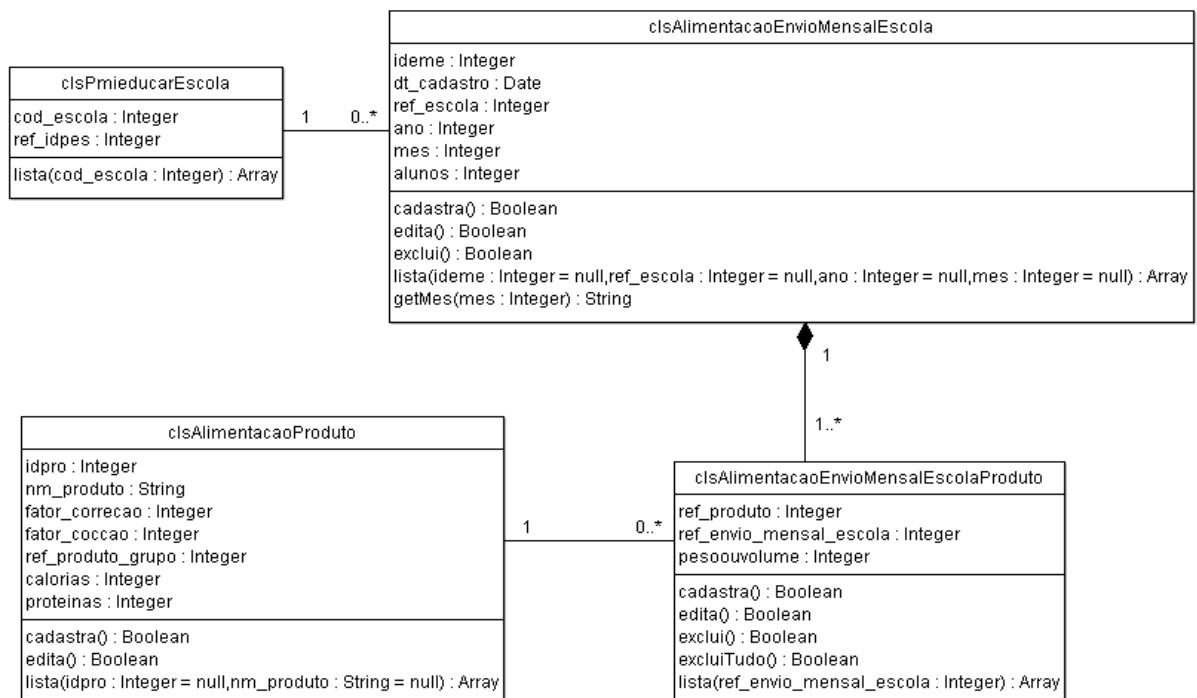 clsAlimentacaoEnvioMensalEscola
ideme : Integer
dt_cadastro : Date
ref_escola : Integer
ano : Integer
mes : Integer
alunos : Integer
cadastra() : Boolean
edita() : Boolean
exclui() : Boolean
lista(ideme : Integer = null,ref_escola : Integer = null,ano : Integer = null,mes : Integer = null) : Array
getMes(mes : Integer) : String
clsPmieducarEscola
cod_escola : Integer
ref_idpes : Integer
lista(cod_escola : Integer) : Array
1 0..*
1
1..*
clsAlimentacaoProduto
idpro : Integer
nm_produto : String
fator_correcao : Integer
fator_coccao : Integer
ref_produto_grupo : Integer
calorias : Integer
proteinas : Integer
cadastra() : Boolean
edita() : Boolean
lista(idpro : Integer = null,nm_produto : String = null) : Array
1 0..*
clsAlimentacaoEnvioMensalEscolaProduto
ref_produto : Integer
ref_envio_mensal_escola : Integer
pesoouvolume : Integer
cadastra() : Boolean
edita() : Boolean
exclui() : Boolean
excluiTudo() : Boolean
lista(ref_envio_mensal_escola : Integer) : Array